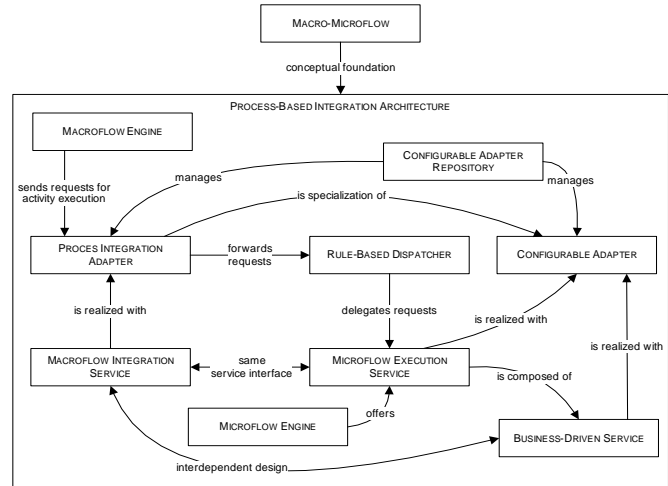 MACRO-MICROFLOW
conceptual foundation
PROCESS-BASED INTEGRATION ARCHITECTURE
MACROFLOW ENGINE
CONFIGURABLE ADAPTER
REPOSITORY
manages
manages
sends requests for
activity execution
is specialization of
PROCES INTEGRATION
ADAPTER
forwards
requests
RULE-BASED DISPATCHER
CONFIGURABLE ADAPTER
is realized with
delegates requests
is realized with
is realized with
MACROFLOW INTEGRATION
SERVICE
same
service interface
MICROFLOW EXECUTION
SERVICE
is composed of
MICROFLOW ENGINE
offers
BUSINESS-DRIVEN SERVICE
interdependent design